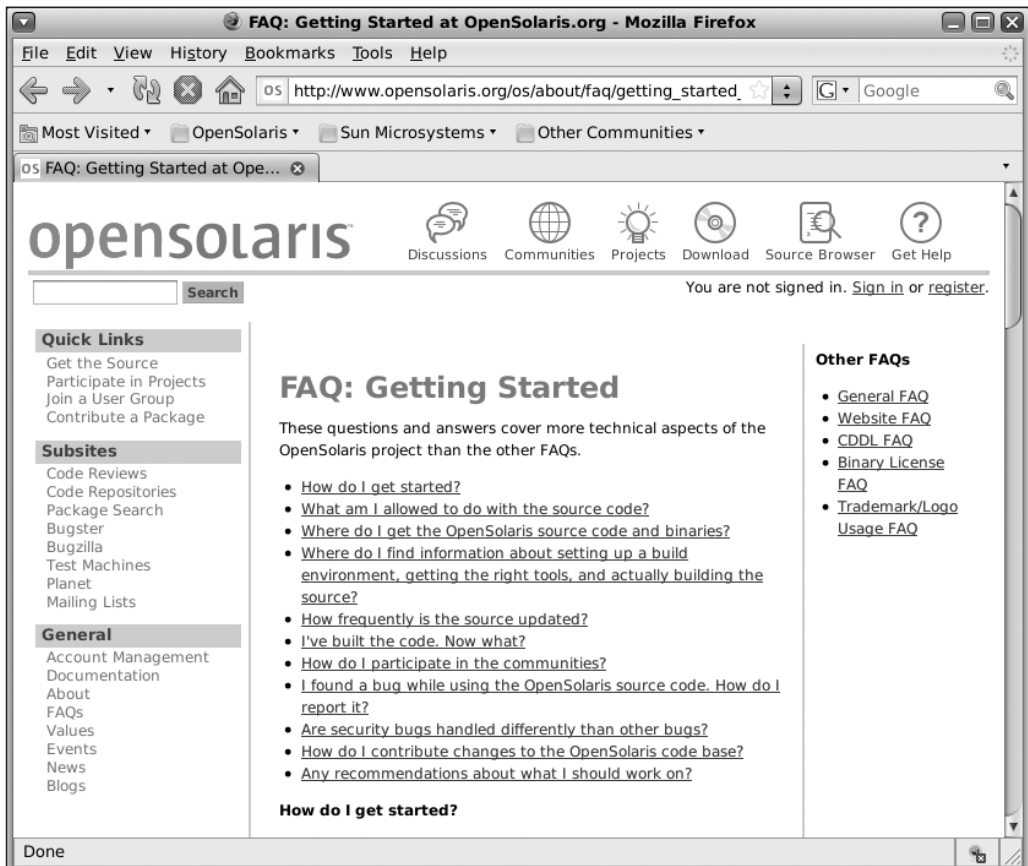 FAQ: Getting Started at OpenSolaris.org - Mozilla Firefox
File Edit View History Bookmarks Tools Help
os http://www.opensolaris.org/os/about/faq/getting_started_ G Google
Most Visited OpenSolaris Sun Microsystems Other Communities
os FAQ: Getting Started at Ope...
opensolaris™
Discussions Communities Projects Download Source Browser Get Help
Search
You are not signed in. Sign in or register.
Quick Links
Get the Source
Participate in Projects
Join a User Group
Contribute a Package
Subsites
Code Reviews
Code Repositories
Package Search
Bugster
Bugzilla
Test Machines
Planet
Mailing Lists
General
Account Management
Documentation
About
FAQs
Values
Events
News
Blogs
FAQ: Getting Started
These questions and answers cover more technical aspects of the
OpenSolaris project than the other FAQs.
• How do I get started?
• What am I allowed to do with the source code?
• Where do I get the OpenSolaris source code and binaries?
• Where do I find information about setting up a build
environment, getting the right tools, and actually building the
source?
• How frequently is the source updated?
• I've built the code. Now what?
• How do I participate in the communities?
• I found a bug while using the OpenSolaris source code. How do I
report it?
• Are security bugs handled differently than other bugs?
• How do I contribute changes to the OpenSolaris code base?
• Any recommendations about what I should work on?
How do I get started?
Other FAQs
• General FAQ
• Website FAQ
• CDDL FAQ
• Binary License
FAQ
• Trademark/Logo
Usage FAQ
Done